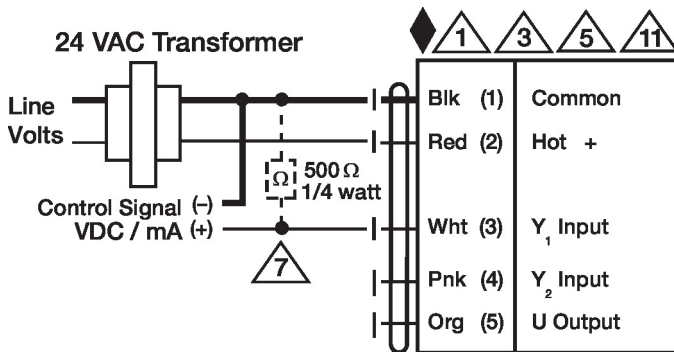 24 VAC Transformer
1 3 5 11
Line
Volts
Blk (1) Common
Red (2) Hot +
Ω 500 Ω
1/4 watt
Control Signal (–)
VDC / mA (+)
Wht (3) Y1 Input
7
Pnk (4) Y2 Input
Org (5) U Output